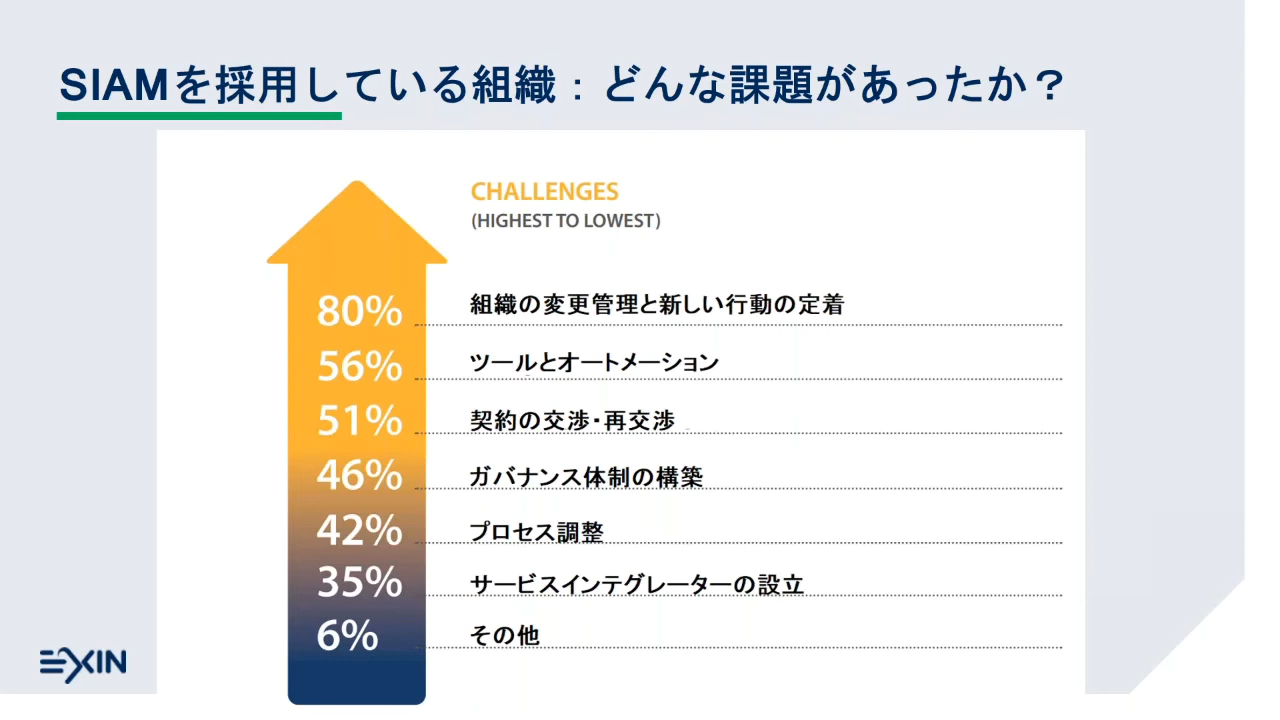 SIAMを採用している組織：どんな課題があったか？
CHALLENGES
(HIGHEST TO LOWEST)
80% 組織の変更管理と新しい行動の定着
56% ツールとオートメーション
51% 契約の交渉・再交渉
46% ガバナンス体制の構築
42% プロセス調整
35% サービスインテグレーターの設立
6% その他
EXIN